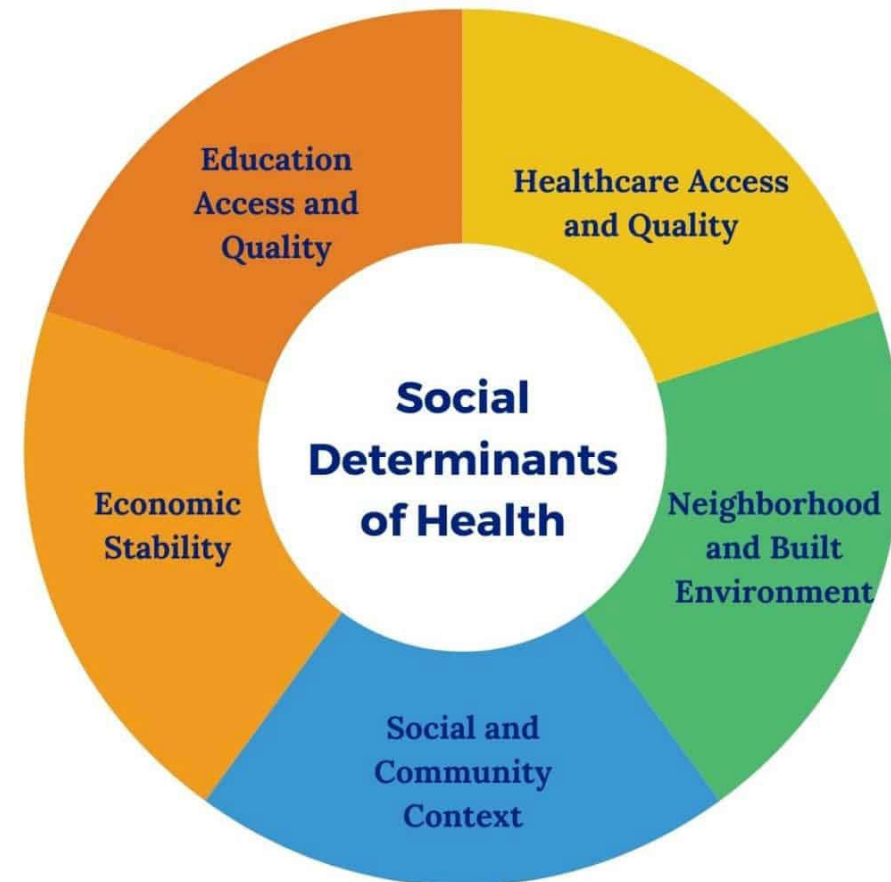 Education
Access and
Quality
Healthcare Access
and Quality
Social
Determinants
of Health
Economic
Stability
Neighborhood
and Built
Environment
Social and
Community
Context